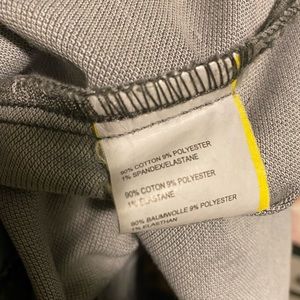 90% COTTON 9% POLYESTER
1% SPANDEX/ELASTANE
90% COTON 9% POLYESTER
1% ELASTANE
90% BAUMWOLLE 9% POLYESTER
1% ELASTHAN